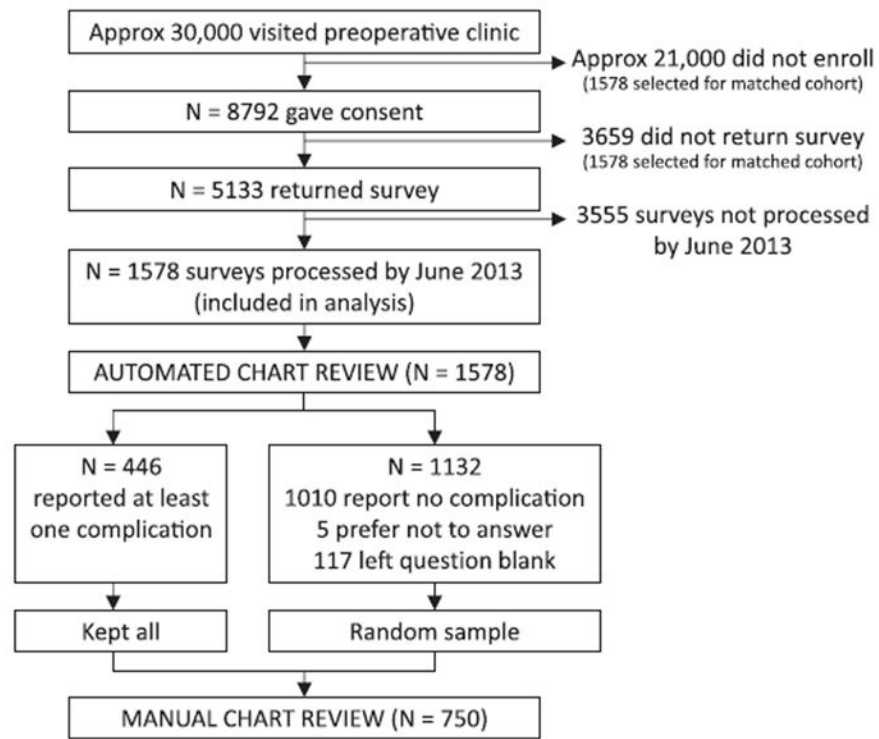 Approx 30,000 visited preoperative clinic
Approx 21,000 did not enroll
(1578 selected for matched cohort)
N = 8792 gave consent
3659 did not return survey
(1578 selected for matched cohort)
N = 5133 returned survey
3555 surveys not processed
by June 2013
N = 1578 surveys processed by June 2013
(included in analysis)
AUTOMATED CHART REVIEW (N = 1578)
N = 446
reported at least
one complication
N = 1132
1010 report no complication
5 prefer not to answer
117 left question blank
Kept all
Random sample
MANUAL CHART REVIEW (N = 750)